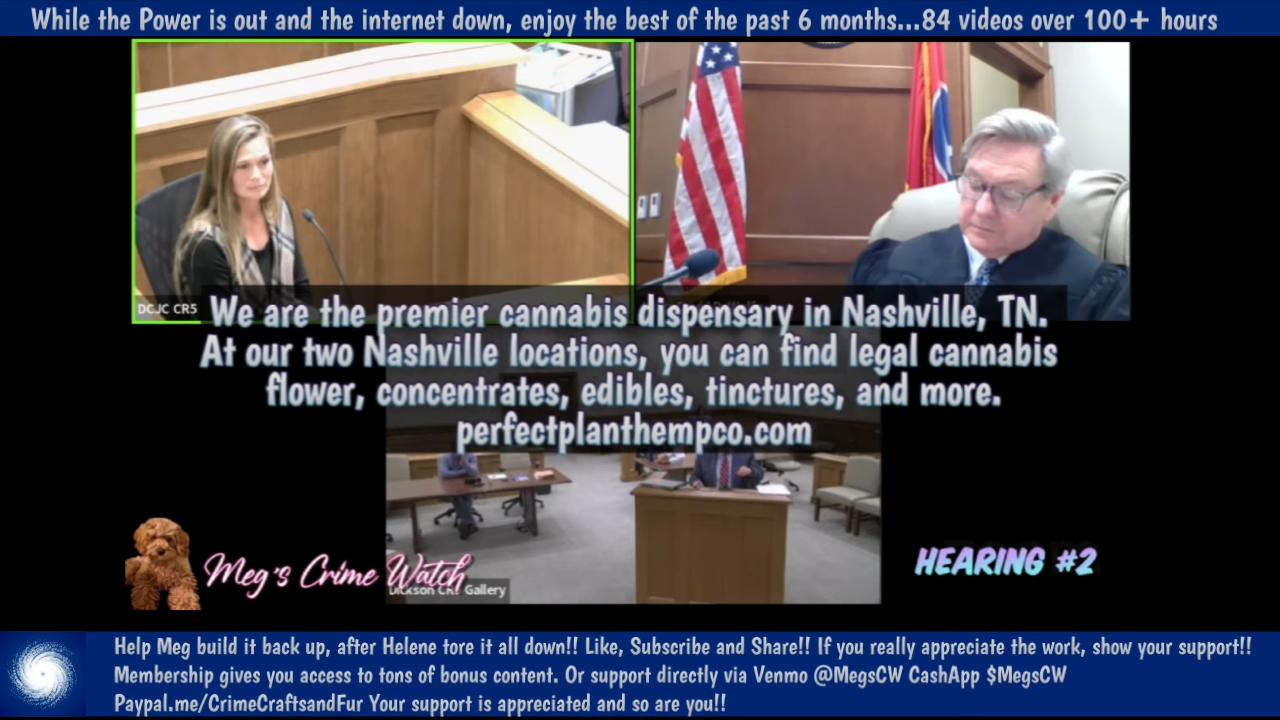 While the Power is out and the internet down, enjoy the best of the past 6 months...84 videos over 100+ hours
DCJC CR5
We are the premier cannabis dispensary in Nashville, TN.
At our two Nashville locations, you can find legal cannabis
flower, concentrates, edibles, tinctures, and more.
perfectplanthempco.com
Meg's Crime Watch
HEARING #2
Gallery
Help Meg build it back up, after Helene tore it all down!! Like, Subscribe and Share!! If you really appreciate the work, show your support!!
Membership gives you access to tons of bonus content. Or support directly via Venmo @MegsCW CashApp $MegsCW
Paypal.me/CrimeCraftsandFur Your support is appreciated and so are you!!